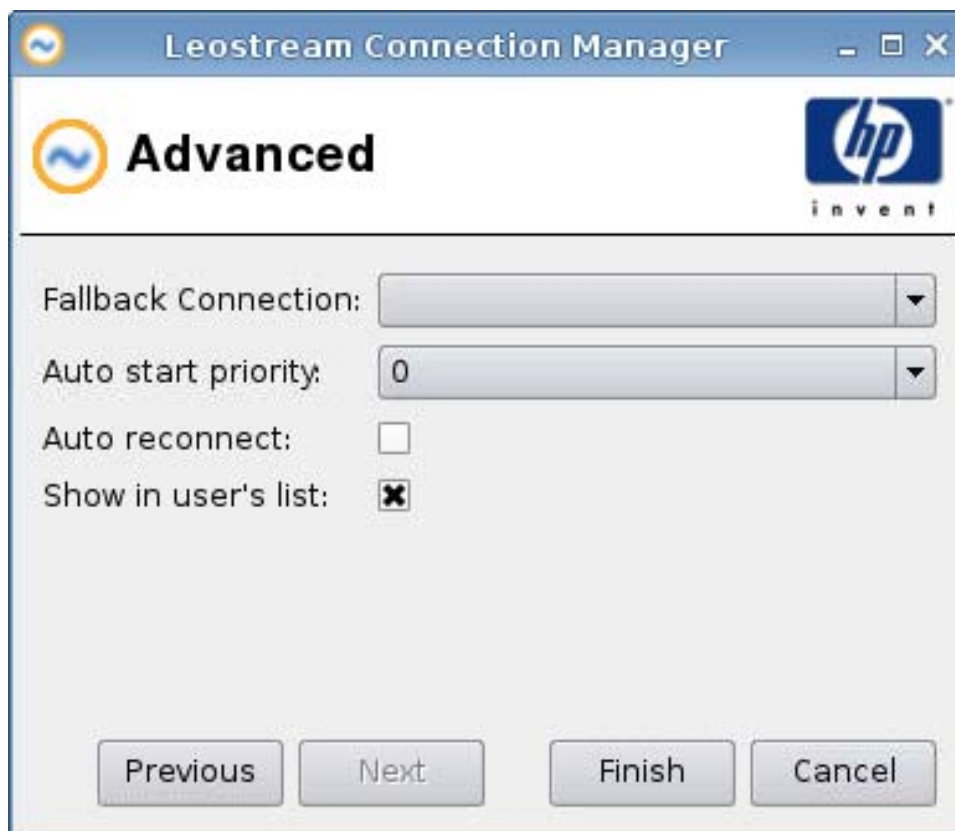 Leostream Connection Manager
Advanced
hp
invent
Fallback Connection:
Auto start priority: 0
Auto reconnect:
Show in user's list:
Previous Next Finish Cancel